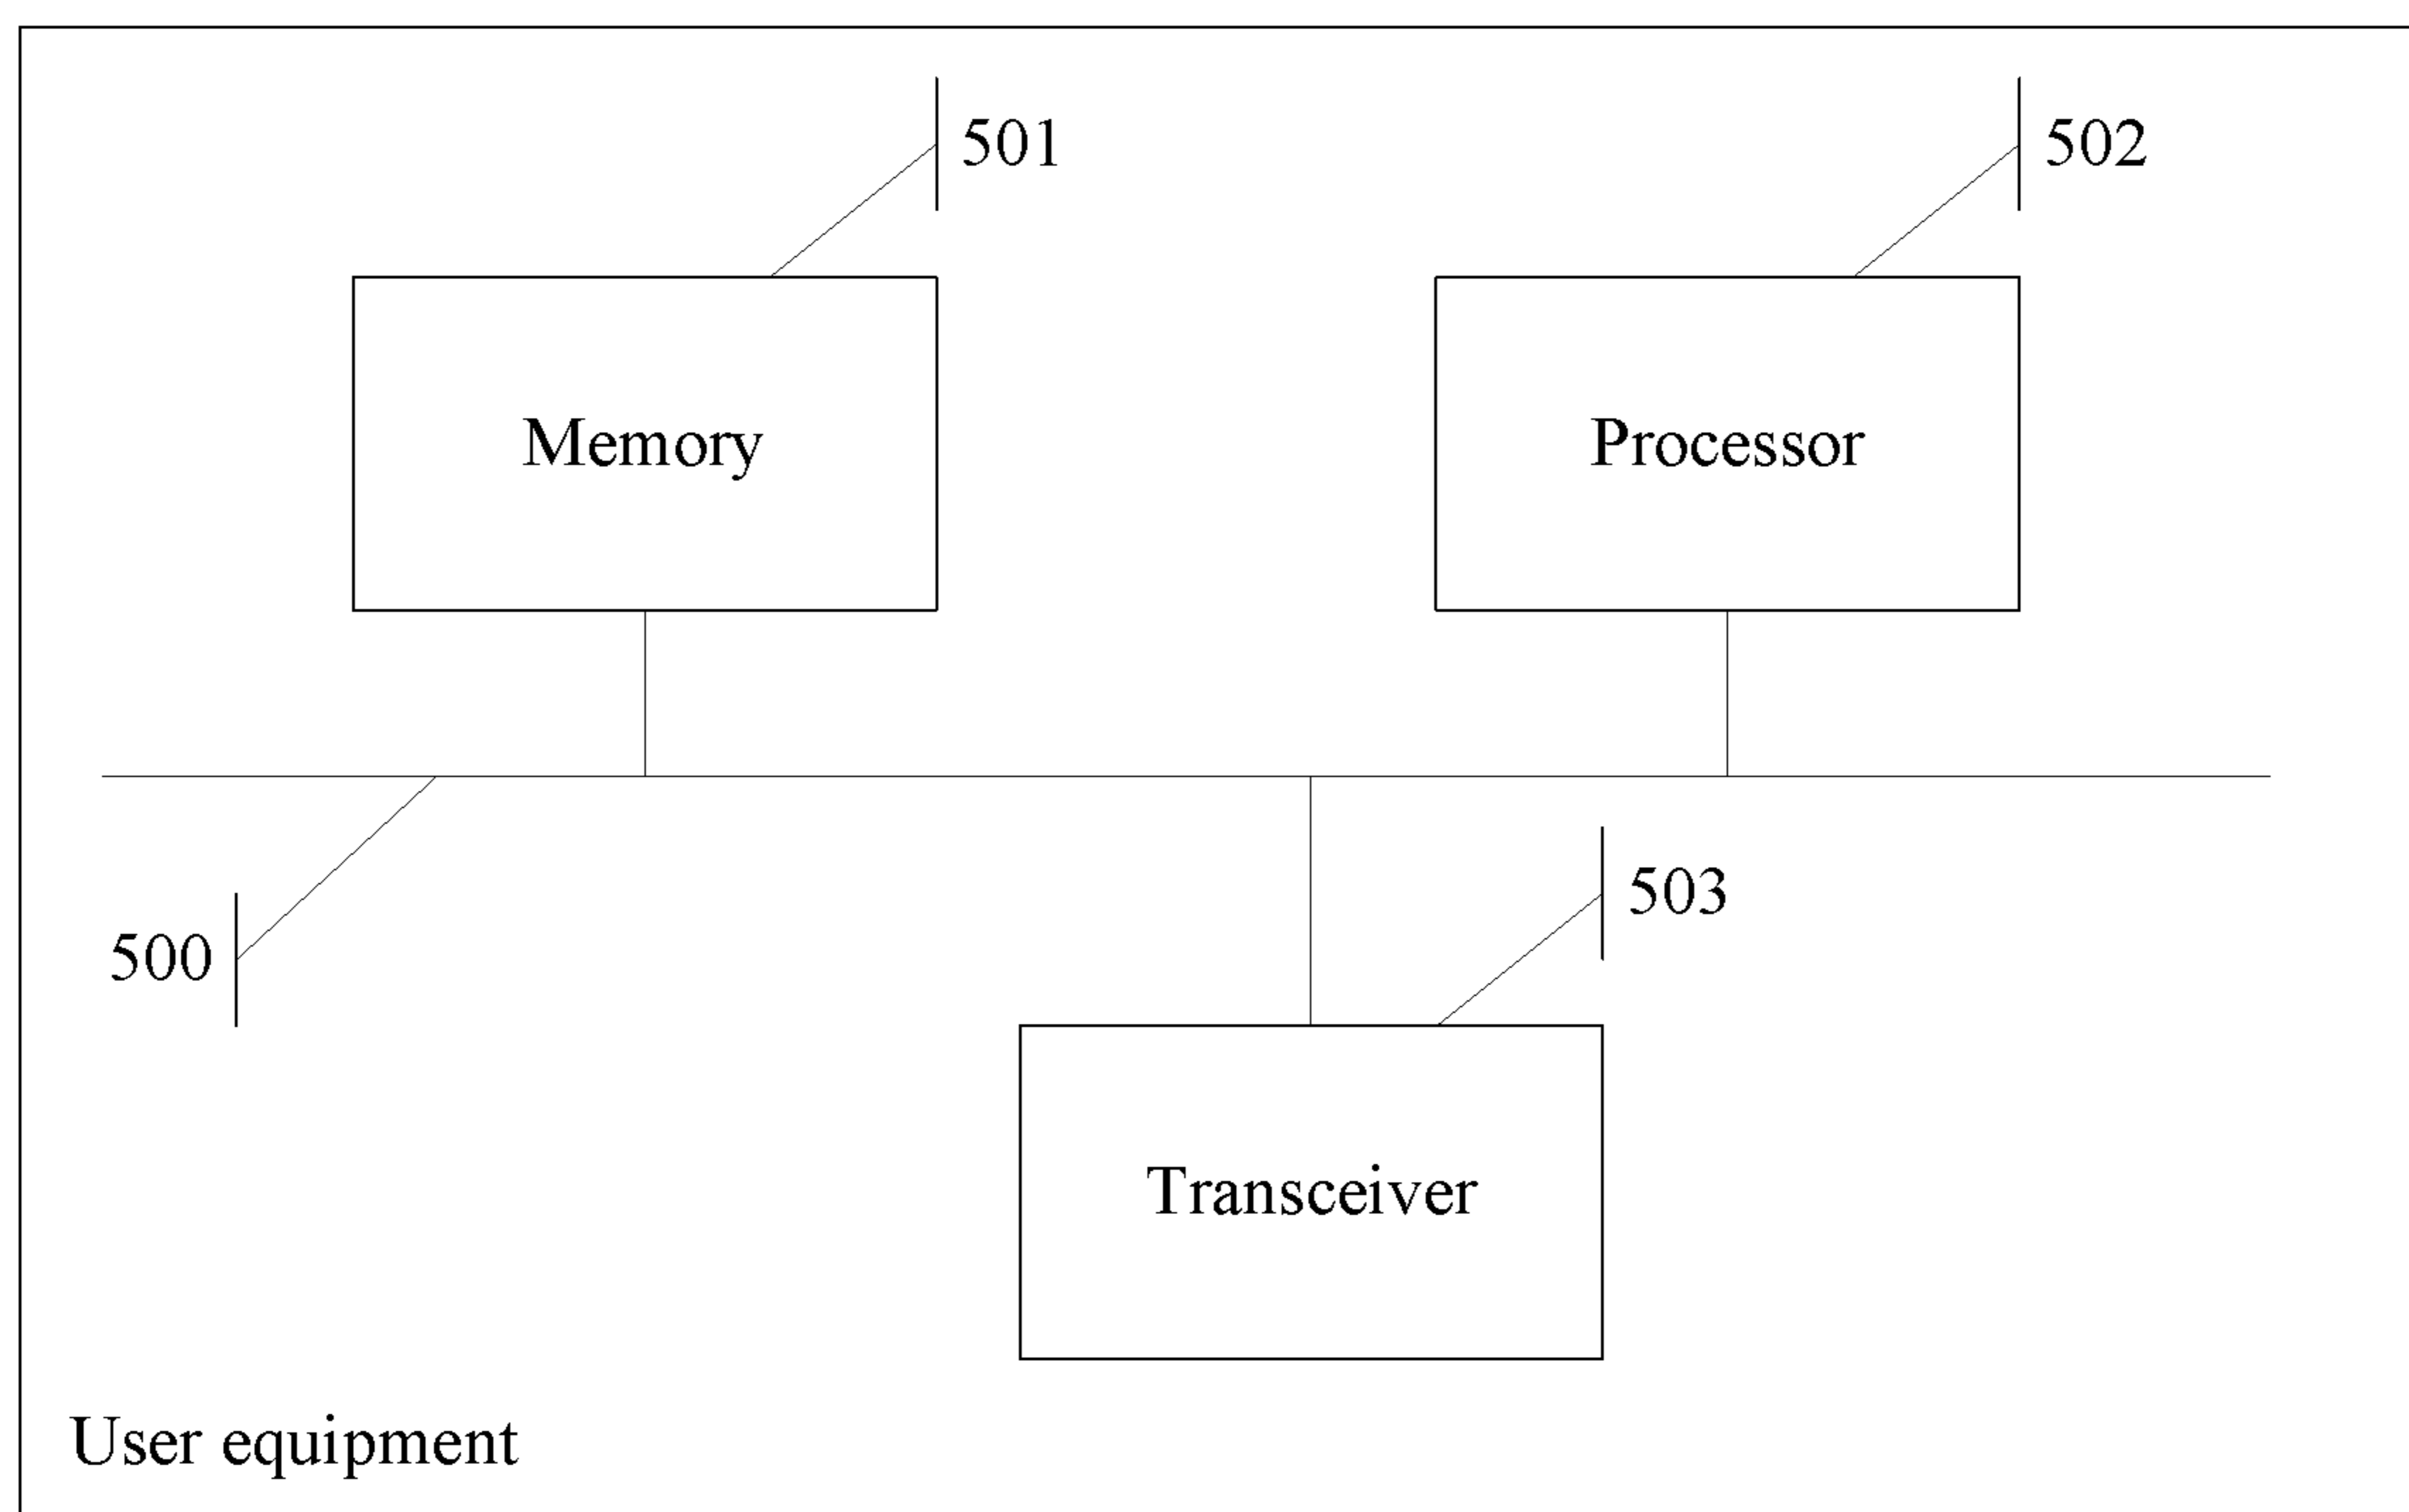 501
502
Memory
Processor
503
500
Transceiver
User equipment